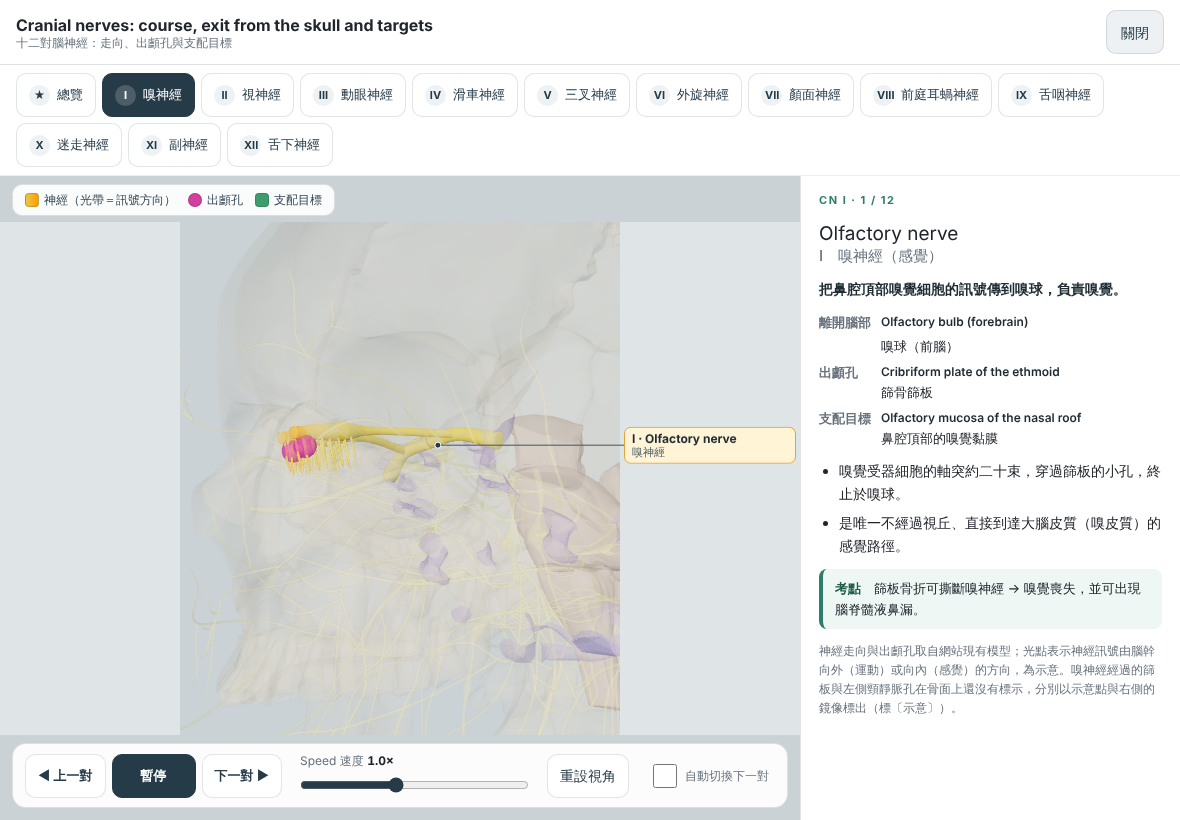 Cranial nerves: course, exit from the skull and targets
十二對腦神經：走向、出顱孔與支配目標
關閉
★ 總覽
I 嗅神經
II 視神經
III 動眼神經
IV 滑車神經
V 三叉神經
VI 外旋神經
VII 顏面神經
VIII 前庭耳蝸神經
IX 舌咽神經
X 迷走神經
XI 副神經
XII 舌下神經
神經（光帶＝訊號方向）
出顱孔
支配目標
I · Olfactory nerve
嗅神經
◀ 上一對
暫停
下一對 ▶
Speed 速度 1.0×
重設視角
自動切換下一對
CN I · 1 / 12
Olfactory nerve
I 嗅神經（感覺）
把鼻腔頂部嗅覺細胞的訊號傳到嗅球，負責嗅覺。
離開腦部 Olfactory bulb (forebrain)
嗅球（前腦）
出顱孔 Cribriform plate of the ethmoid
篩骨篩板
支配目標 Olfactory mucosa of the nasal roof
鼻腔頂部的嗅覺黏膜
• 嗅覺受器細胞的軸突約二十束，穿過篩板的小孔，終
止於嗅球。
• 是唯一不經過視丘、直接到達大腦皮質（嗅皮質）的
感覺路徑。
考點 篩板骨折可撕斷嗅神經 → 嗅覺喪失，並可出現
腦脊髓液鼻漏。
神經走向與出顱孔取自網站現有模型；光點表示神經訊號由腦幹
向外（運動）或向內（感覺）的方向，為示意。嗅神經經過的篩
板與左側頸靜脈孔在骨面上還沒有標示，分別以示意點與右側的
鏡像標出（標〔示意〕）。